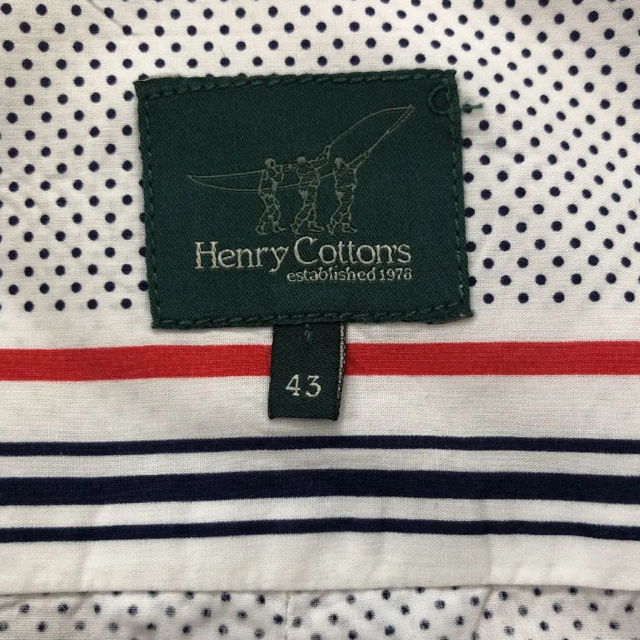 Henry Cotton's
established 1978
43